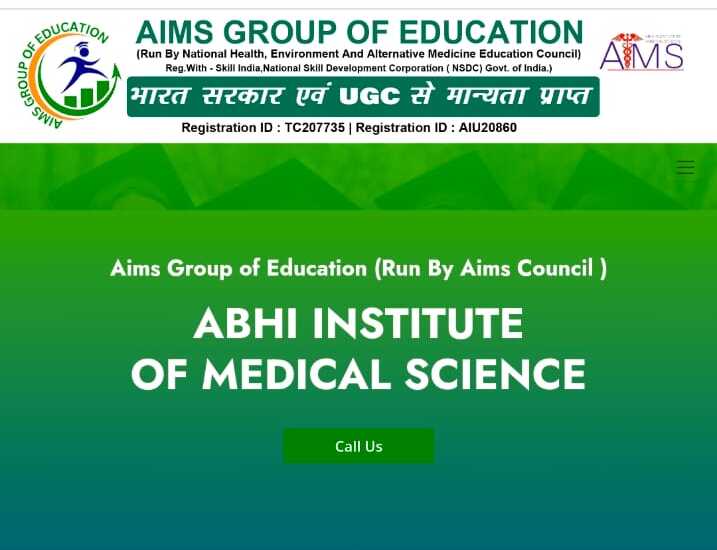 AIMS GROUP OF EDUCATION
AIMS GROUP OF EDUCATION
(Run By National Health, Environment And Alternative Medicine Education Council)
Reg.With - Skill India,National Skill Development Corporation ( NSDC) Govt. of India.)
AIMS
भारत सरकार एवं UGC से मान्यता प्राप्त
Registration ID : TC207735 | Registration ID : AIU20860
Aims Group of Education (Run By Aims Council )
ABHI INSTITUTE
OF MEDICAL SCIENCE
Call Us